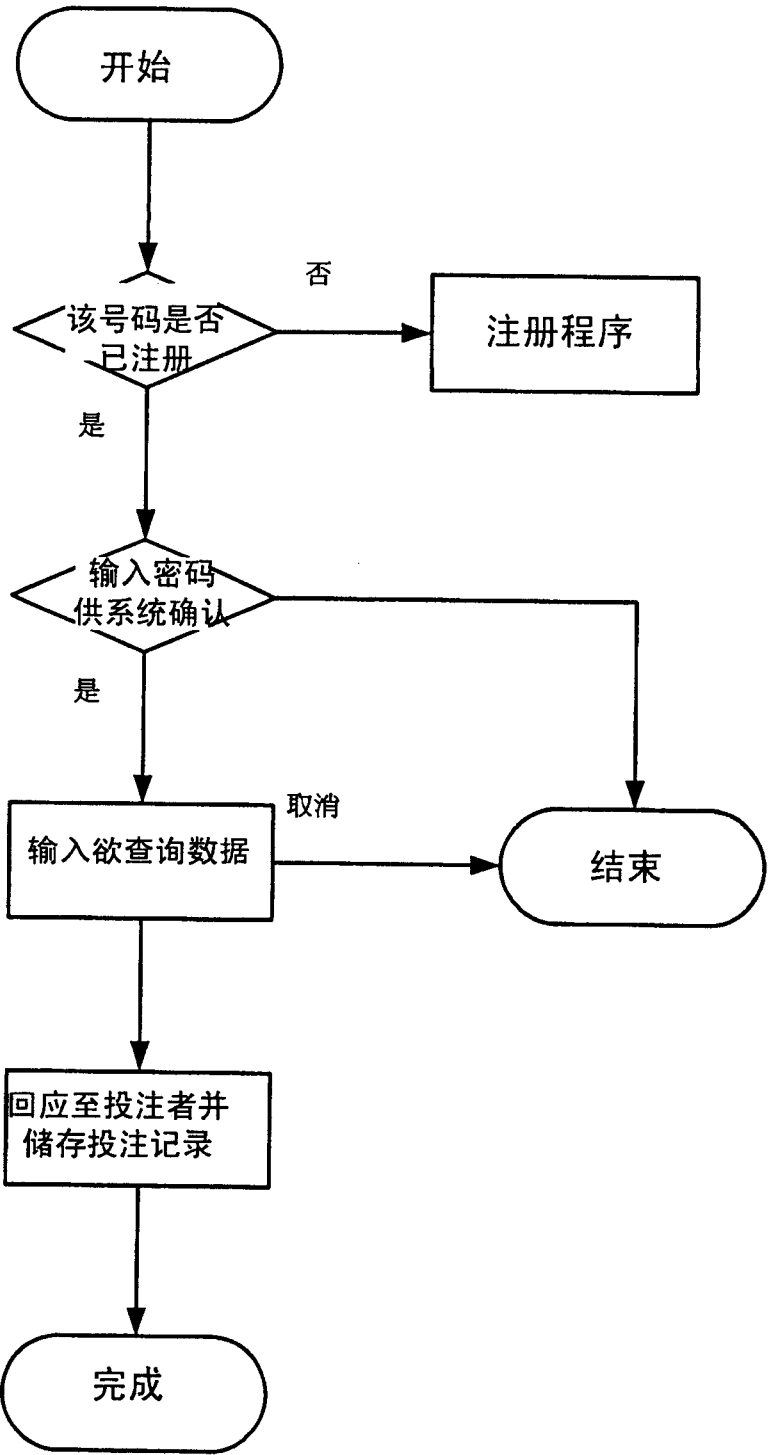 开始
否
该号码是否
已注册
注册程序
是
输入密码
供系统确认
是
取消
输入欲查询数据
结束
回应至投注者并
储存投注记录
完成